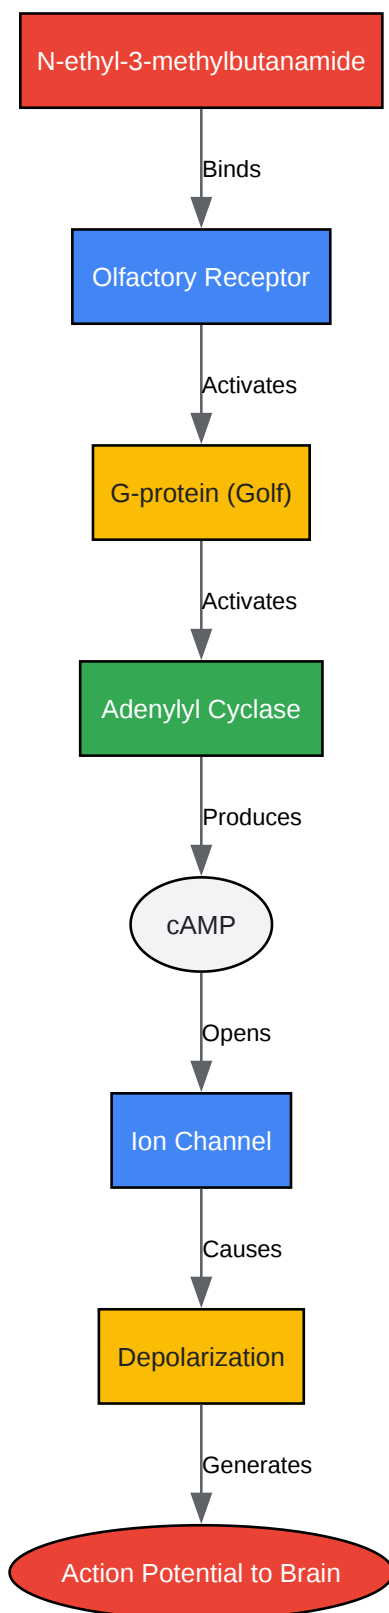 N-ethyl-3-methylbutanamide
Binds
Olfactory Receptor
Activates
G-protein (Golf)
Activates
Adenylyl Cyclase
Produces
cAMP
Opens
Ion Channel
Causes
Depolarization
Generates
Action Potential to Brain